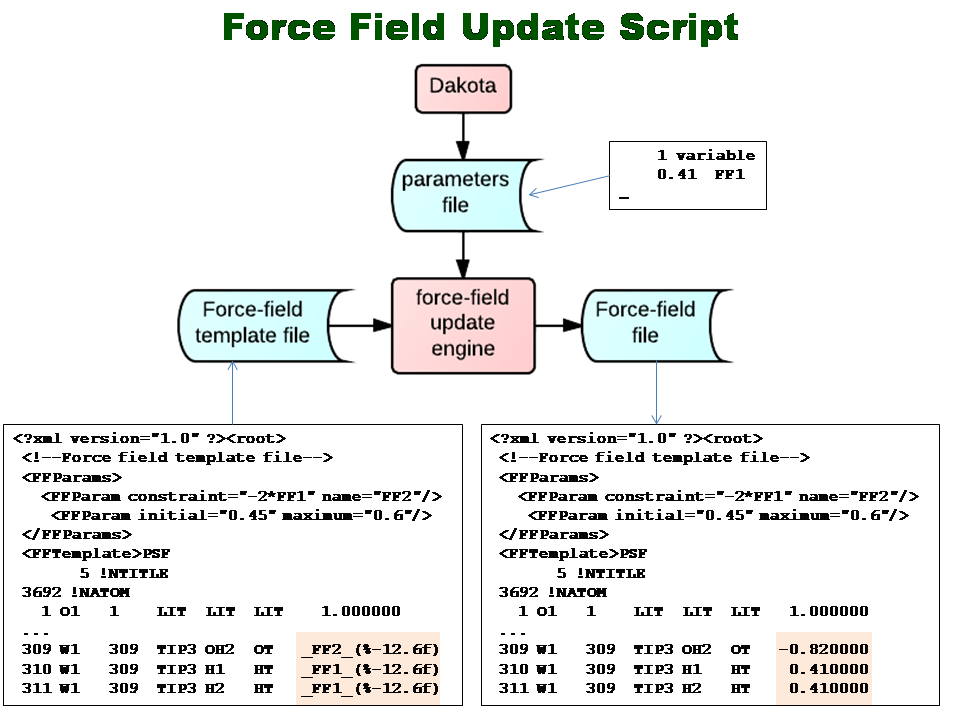 Force Field Update Script
Dakota
parameters
file
1 variable
0.41 FF1
_
Force-field
template file
force-field
update
engine
Force-field
file
<?xml version="1.0" ?><root>
<!--Force field template file-->
<FFParams>
<FFParam constraint="-2*FF1" name="FF2"/>
<FFParam initial="0.45" maximum="0.6"/>
</FFParams>
<FFTemplate>PSF
5 !NTITLE
3692 !NATOM
1 O1 1 LIT LIT LIT 1.000000
...
309 W1 309 TIP3 OH2 OT _FF2_(%-12.6f)
310 W1 309 TIP3 H1 HT _FF1_(%-12.6f)
311 W1 309 TIP3 H2 HT _FF1_(%-12.6f)
<?xml version="1.0" ?><root>
<!--Force field template file-->
<FFParams>
<FFParam constraint="-2*FF1" name="FF2"/>
<FFParam initial="0.45" maximum="0.6"/>
</FFParams>
<FFTemplate>PSF
5 !NTITLE
3692 !NATOM
1 O1 1 LIT LIT LIT 1.000000
...
309 W1 309 TIP3 OH2 OT -0.820000
310 W1 309 TIP3 H1 HT 0.410000
311 W1 309 TIP3 H2 HT 0.410000